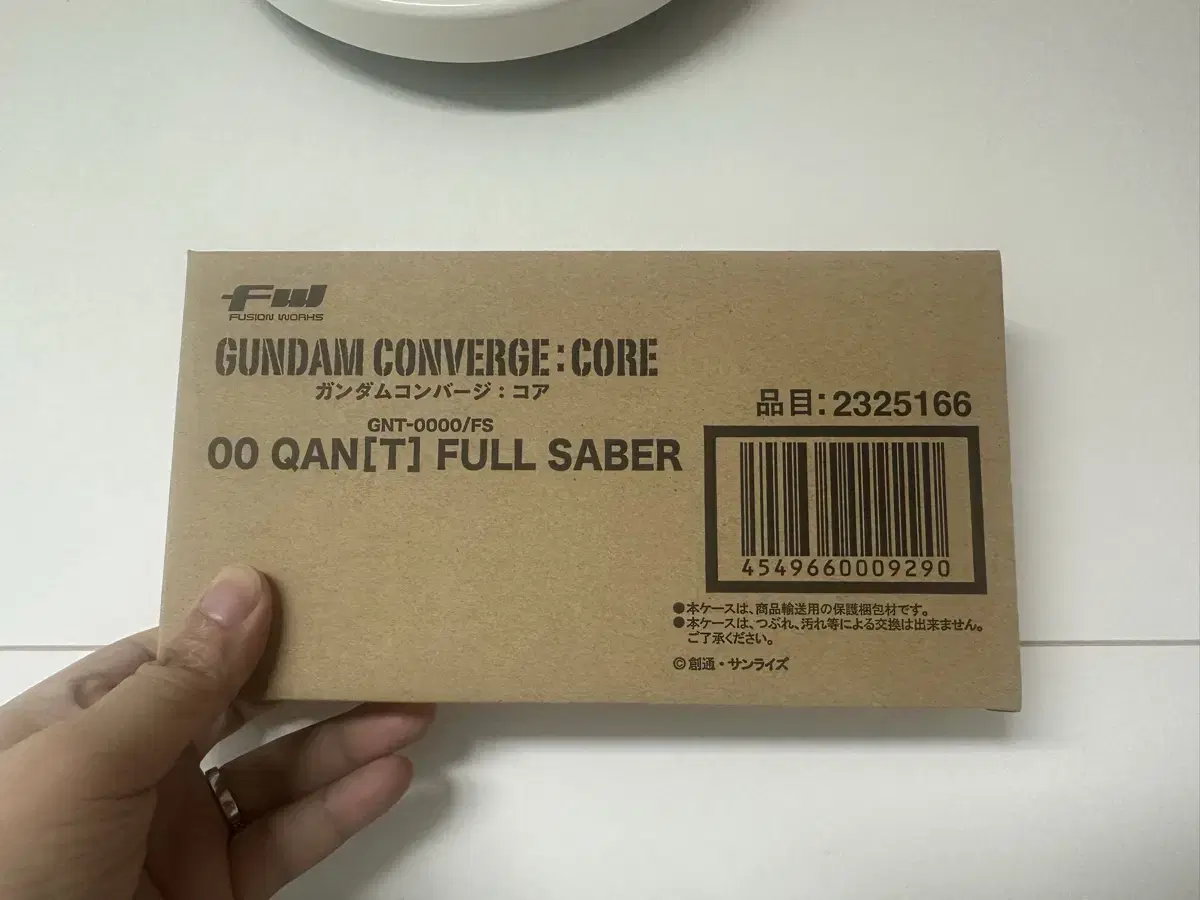 FW
FUSION WORKS
GUNDAM CONVERGE:CORE
ガンダムコンバージ:コア
GNT-0000/FS
00 QAN[T] FULL SABER
品目:2325166
4549660009290
●本ケースは、商品輸送用の保護梱包材です。
●本ケースは、つぶれ、汚れ等による交換は出来ません。
ご了承ください。
©創通・サンライズ